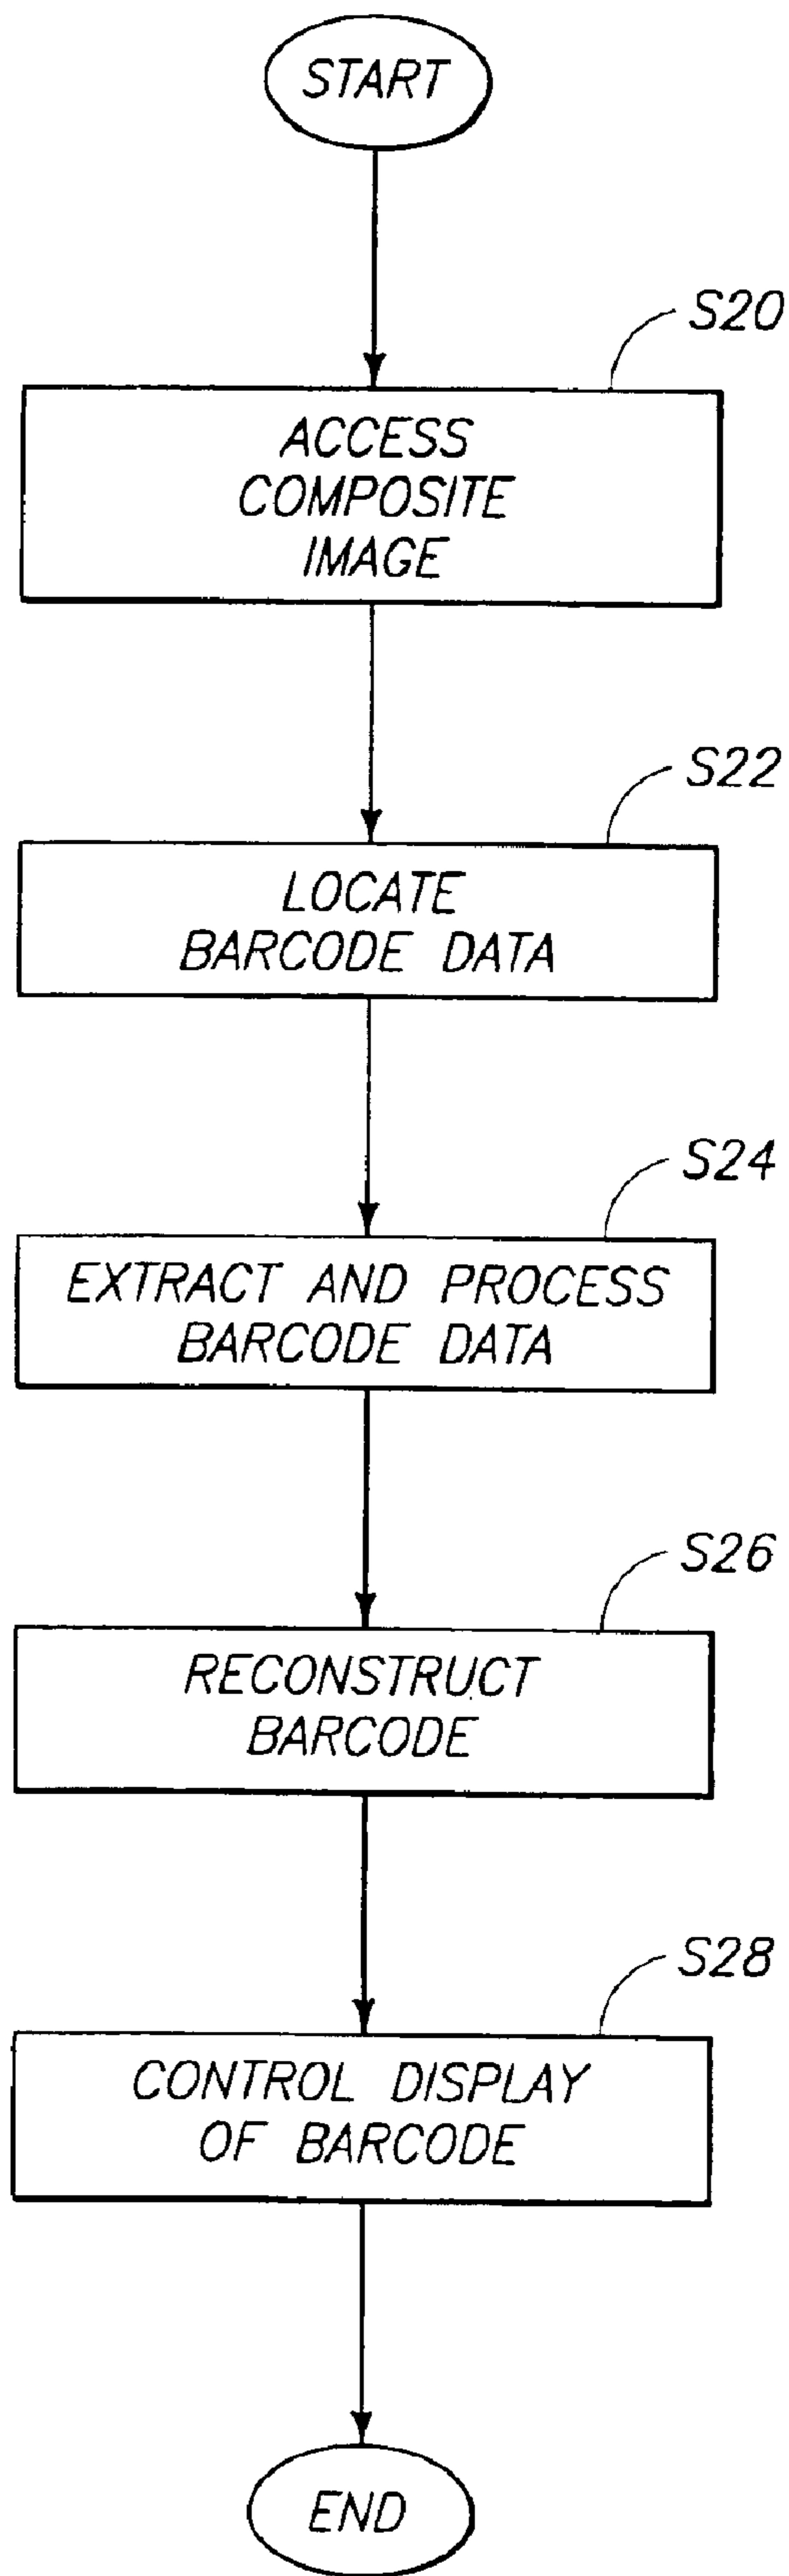 START
S20
ACCESS
COMPOSITE
IMAGE
S22
LOCATE
BARCODE DATA
S24
EXTRACT AND PROCESS
BARCODE DATA
S26
RECONSTRUCT
BARCODE
S28
CONTROL DISPLAY
OF BARCODE
END